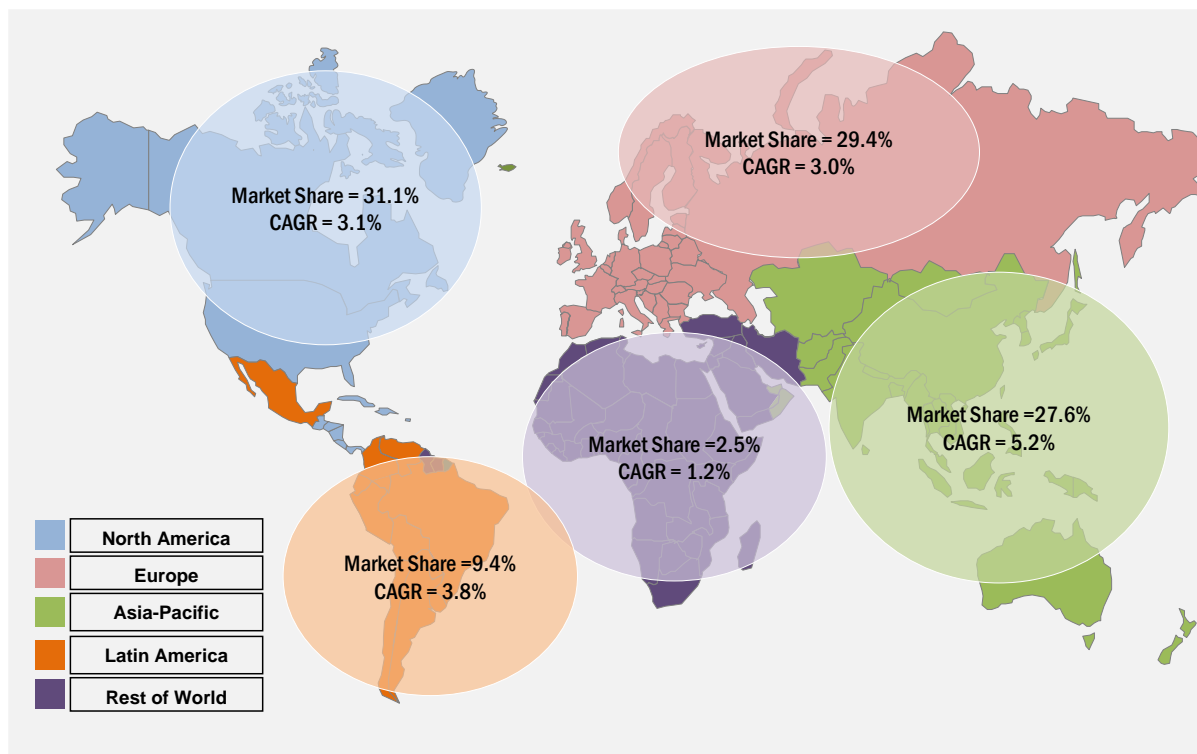 Market Share = 31.1%
CAGR = 3.1%
Market Share = 29.4%
CAGR = 3.0%
Market Share =27.6%
CAGR = 5.2%
Market Share =2.5%
CAGR = 1.2%
Market Share =9.4%
CAGR = 3.8%
North America
Europe
Asia-Pacific
Latin America
Rest of World